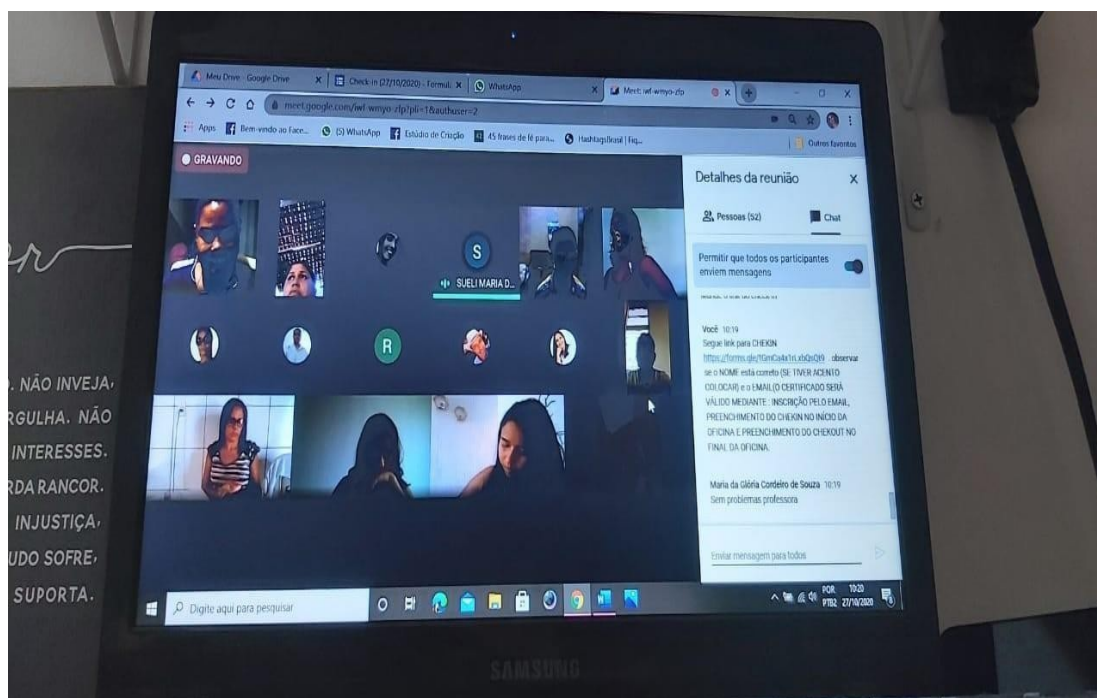 Meu Drive - Google Drive
Check-in (27/10/2020) - Formul
WhatsApp
Meet: iwf-wmyo-zfp
meet.google.com/iwf-wmyo-zfp?pli=1&authuser=2
Apps
Bem-vindo ao Face...
(5) WhatsApp
Estúdio de Criação
45 frases de fé para...
HashtagsBrasil | Fiq...
Outros favoritos
GRAVANDO
S
SUELI MARIA D...
R
Detalhes da reunião
Pessoas (52)
Chat
Permitir que todos os participantes
enviem mensagens
Você 10:19
Segue link para CHEKIN
observar
se o NOME está correto (SE TIVER ACENTO
COLOCAR) e o EMAIL(O CERTIFICADO SERÁ
VÁLIDO MEDIANTE : INSCRIÇÃO PELO EMAIL,
PREENCHIMENTO DO CHEKIN NO INÍCIO DA
OFICINA E PREENCHIMENTO DO CHEKOUT NO
FINAL DA OFICINA.
Maria da Glória Cordeiro de Souza 10:19
Sem problemas professora
Enviar mensagem para todos
Digite aqui para pesquisar
POR 10:20
PTB2 27/10/2020
SAMSUNG
er
. NÃO INVEJA,
RGULHA. NÃO
INTERESSES.
RDA RANCOR.
INJUSTIÇA,
UDO SOFRE,
SUPORTA.